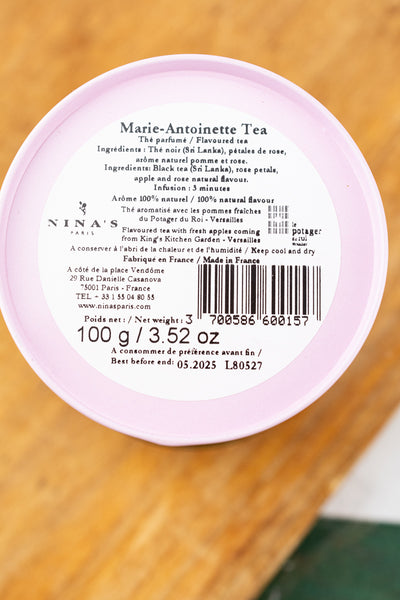 Marie-Antoinette Tea
Thé parfumé / Flavoured tea
Ingrédients : Thé noir (Sri Lanka), pétales de rose,
arôme naturel pomme et rose.
Ingredients: Black tea (Sri Lanka), rose petals,
apple and rose natural flavour.
Infusion : 3 minutes
Arôme 100% naturel / 100% natural flavour
NINA'S
PARIS
Thé aromatisé avec les pommes fraîches
du Potager du Roi - Versailles
Flavoured tea with fresh apples coming
from King's Kitchen Garden - Versailles
le
potager
du roi
A conserver à l'abri de la chaleur et de l'humidité / Keep cool and dry
Fabriqué en France / Made in France
A côté de la place Vendôme
29 Rue Danielle Casanova
75001 Paris - France
TEL + 33 1 55 04 80 55
www.ninasparis.com
Poids net : / Net weight :
3 700586 600157
100 g / 3.52 oz
A consommer de préférence avant fin /
Best before end: 05.2025 L80527